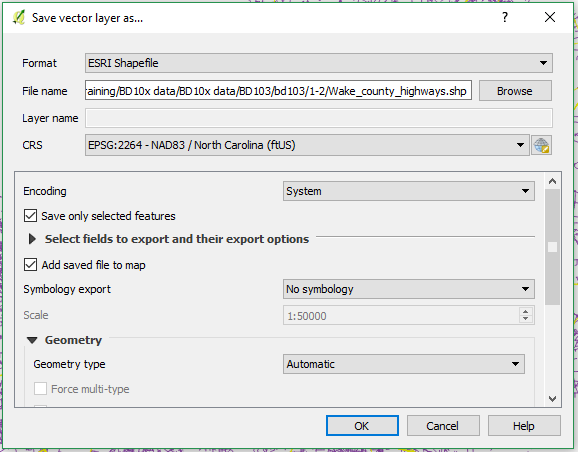 Save vector layer as...
Format ESRI Shapefile
File name raining/BD10x data/BD10x data/BD103/bd103/1-2/Wake_county_highways.shp Browse
Layer name
CRS EPSG:2264 - NAD83 / North Carolina (ftUS)
Encoding System
Save only selected features
Select fields to export and their export options
Add saved file to map
Symbology export No symbology
Scale 1:50000
Geometry
Geometry type Automatic
Force multi-type
OK Cancel Help